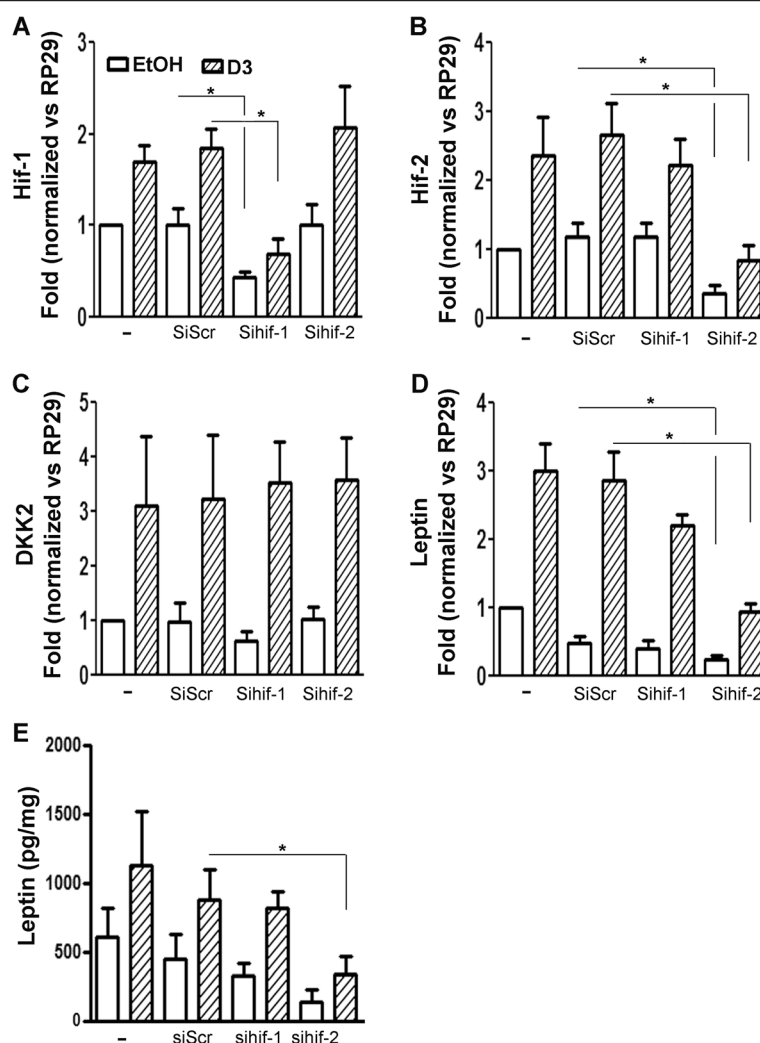 A
Hif-1
Fold (normalized vs RP29)
3
2
1
0
EtOH D3
*
*
- SiScr Sihif-1 Sihif-2
B
Hif-2
Fold (normalized vs RP29)
4
3
2
1
0
*
*
- SiScr Sihif-1 Sihif-2
C
DKK2
Fold (normalized vs RP29)
5
4
3
2
1
0
- SiScr Sihif-1 Sihif-2
D
Leptin
Fold (normalized vs RP29)
4
3
2
1
0
*
*
- SiScr Sihif-1 Sihif-2
E
Leptin (pg/mg)
2000
1500
1000
500
0
*
- siScr sihif-1 sihif-2